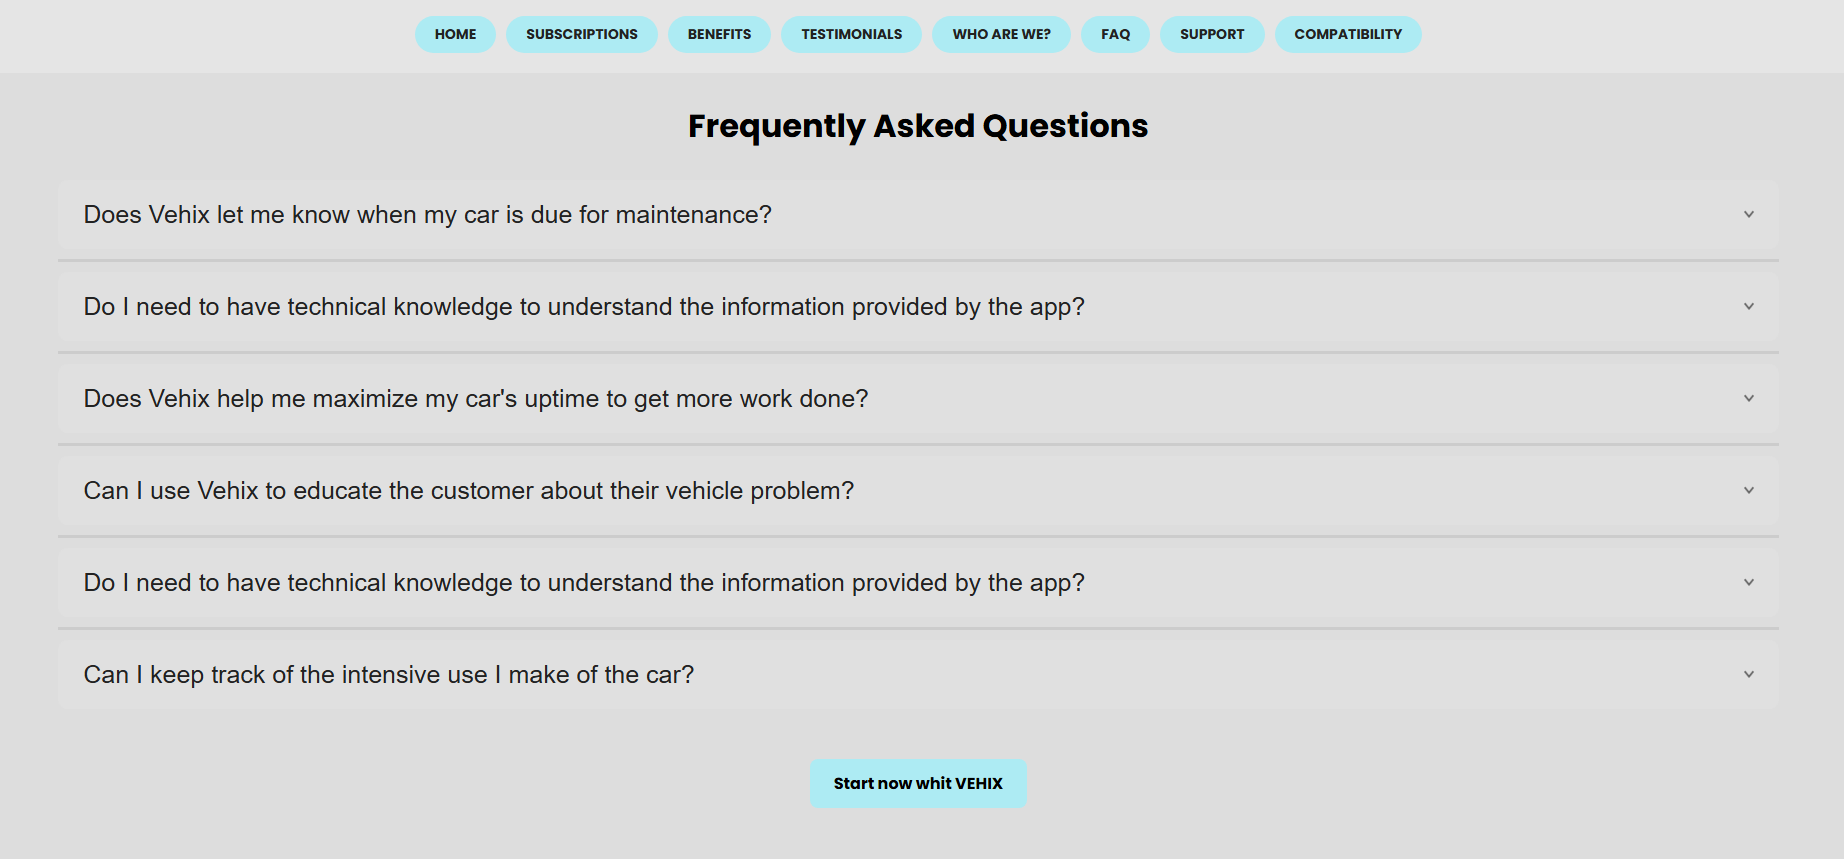 HOME SUBSCRIPTIONS BENEFITS TESTIMONIALS WHO ARE WE? FAQ SUPPORT COMPATIBILITY
Frequently Asked Questions
Does Vehix let me know when my car is due for maintenance?
Do I need to have technical knowledge to understand the information provided by the app?
Does Vehix help me maximize my car's uptime to get more work done?
Can I use Vehix to educate the customer about their vehicle problem?
Do I need to have technical knowledge to understand the information provided by the app?
Can I keep track of the intensive use I make of the car?
Start now whit VEHIX